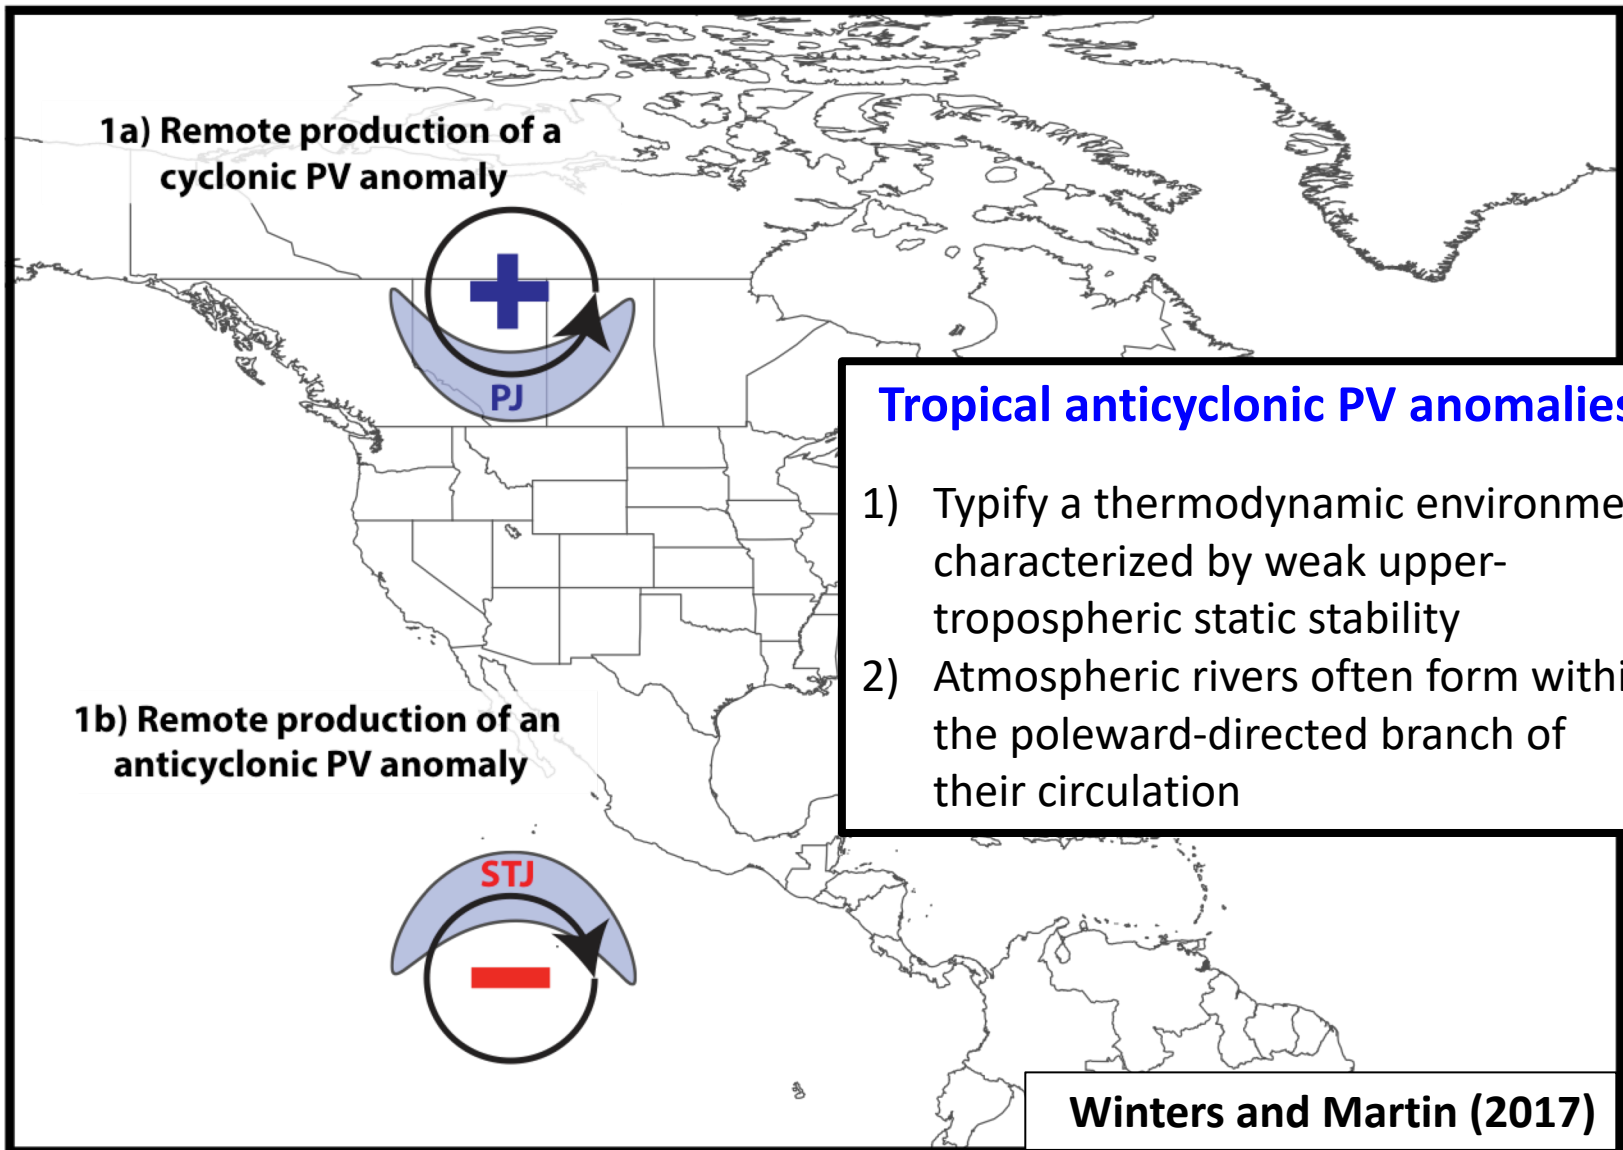 1a) Remote production of a
cyclonic PV anomaly
PJ
Tropical anticyclonic PV anomalies
1) Typify a thermodynamic environme
characterized by weak upper-
tropospheric static stability
2) Atmospheric rivers often form withi
the poleward-directed branch of
their circulation
1b) Remote production of an
anticyclonic PV anomaly
STJ
Winters and Martin (2017)